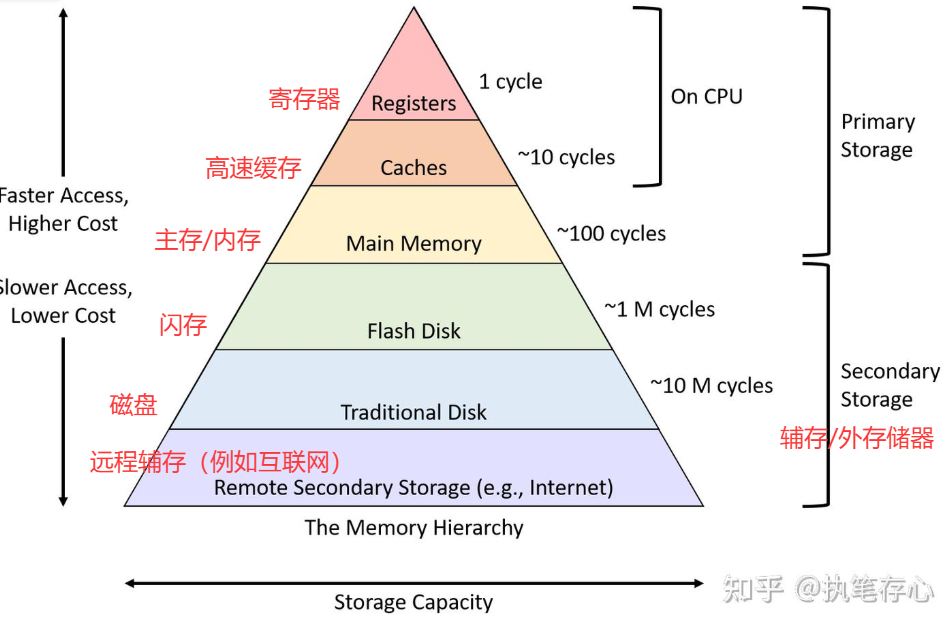 1 cycle
寄存器
Registers
On CPU
Primary
Storage
~10 cycles
高速缓存
Caches
Faster Access,
Higher Cost
主存/内存
Main Memory
~100 cycles
Slower Access,
Lower Cost
闪存
Flash Disk
~1 M cycles
磁盘
Traditional Disk
~10 M cycles
Secondary
Storage
辅存/外存储器
远程辅存（例如互联网）
Remote Secondary Storage (e.g., Internet)
The Memory Hierarchy
Storage Capacity
知乎 @执笔存心